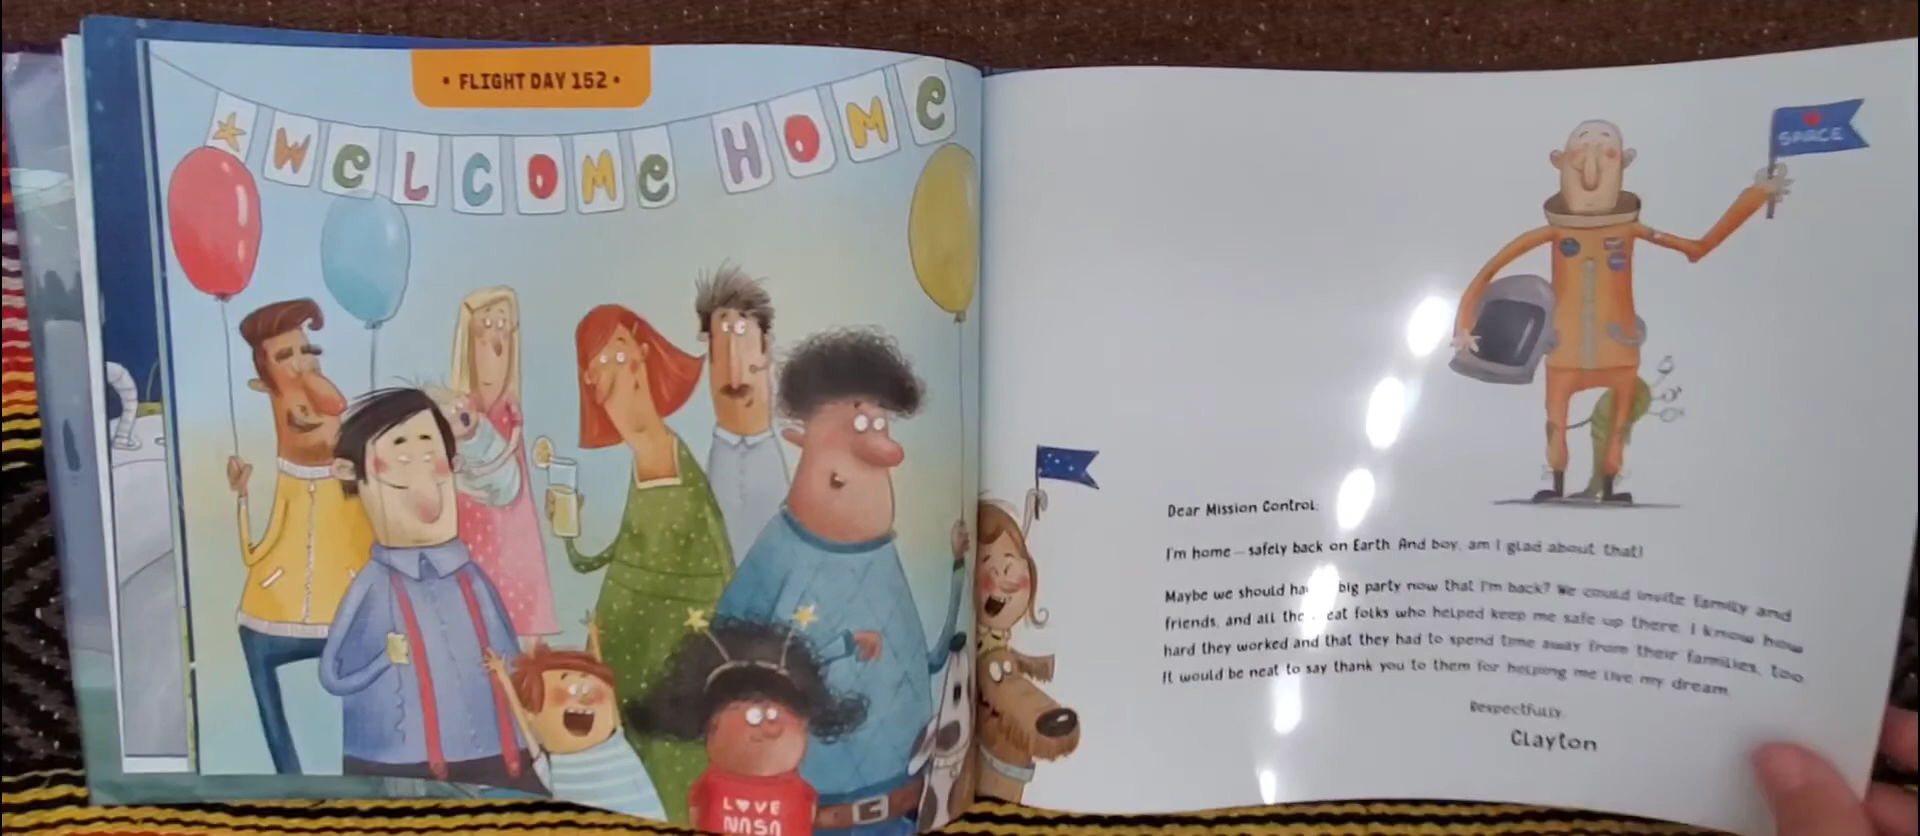 • FLIGHT DAY 152 •
WELCOME HOME
LOVE
NASA
SPACE
Dear Mission Control:
I'm home – safely back on Earth. And boy, am I glad about that!
Maybe we should big party now that I'm back? We could invite family and
friends, and all the folks who helped keep me safe up there. I know how
hard they worked and that they had to spend time away from their families, too.
It would be neat to say thank you to them for helping me live my dream.
Respectfully,
Clayton